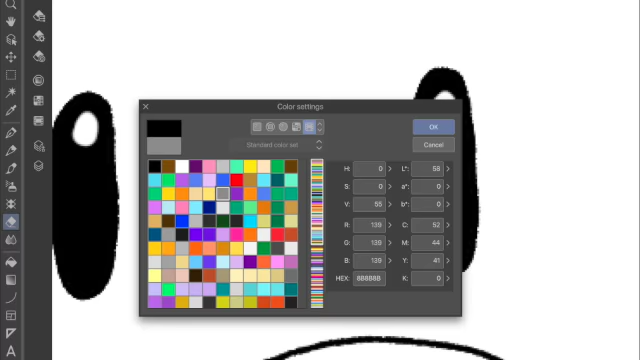 Color settings
OK
Standard color set
Cancel
H: 0 L*: 58
S: 0 a*: 0
V: 55 b*: 0
R: 139 C: 52
G: 139 M: 44
B: 139 Y: 41
HEX: 8B8B8B K: 0
A